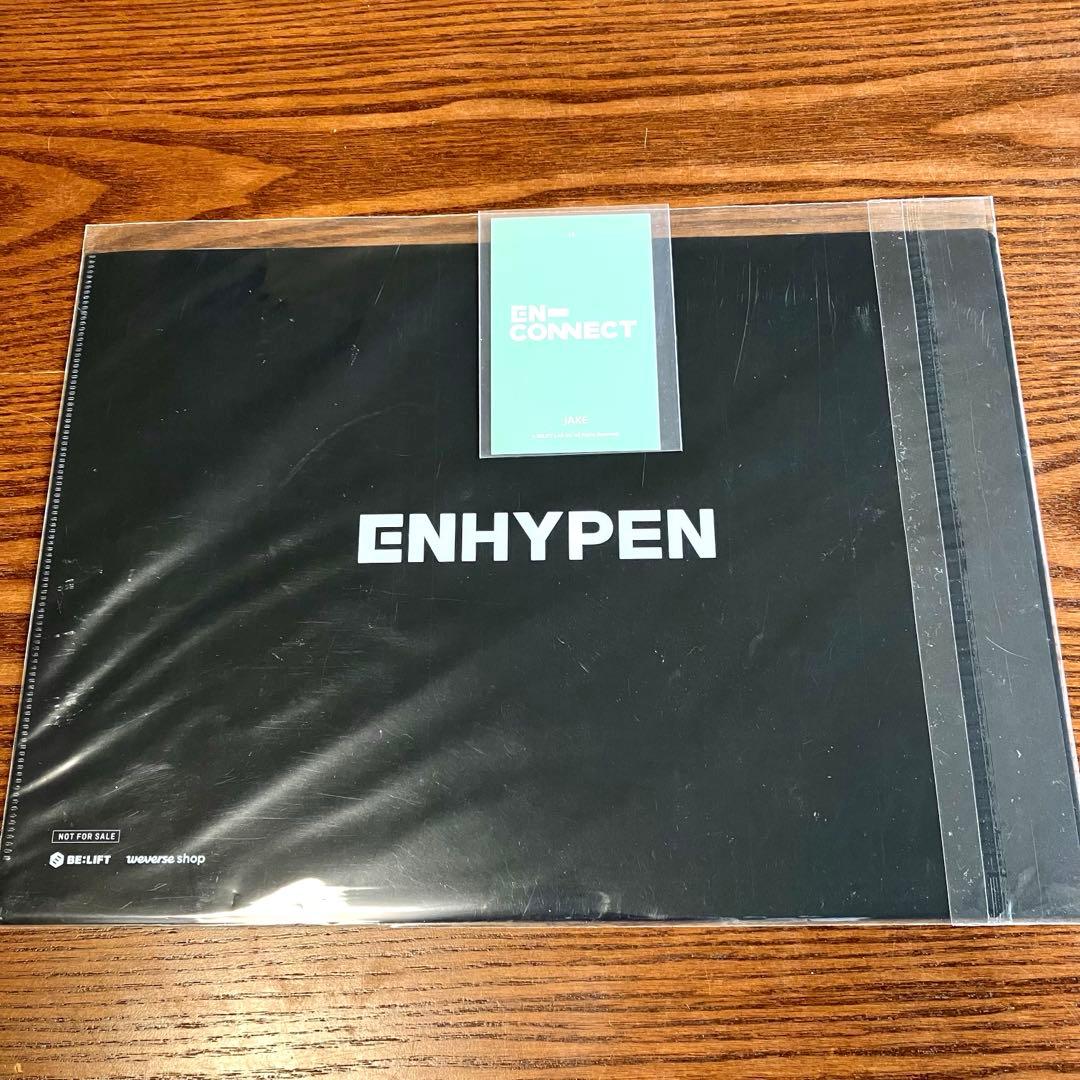 EN-
CONNECT
JAKE
ENHYPEN
NOT FOR SALE
BE:LIFT weverse shop